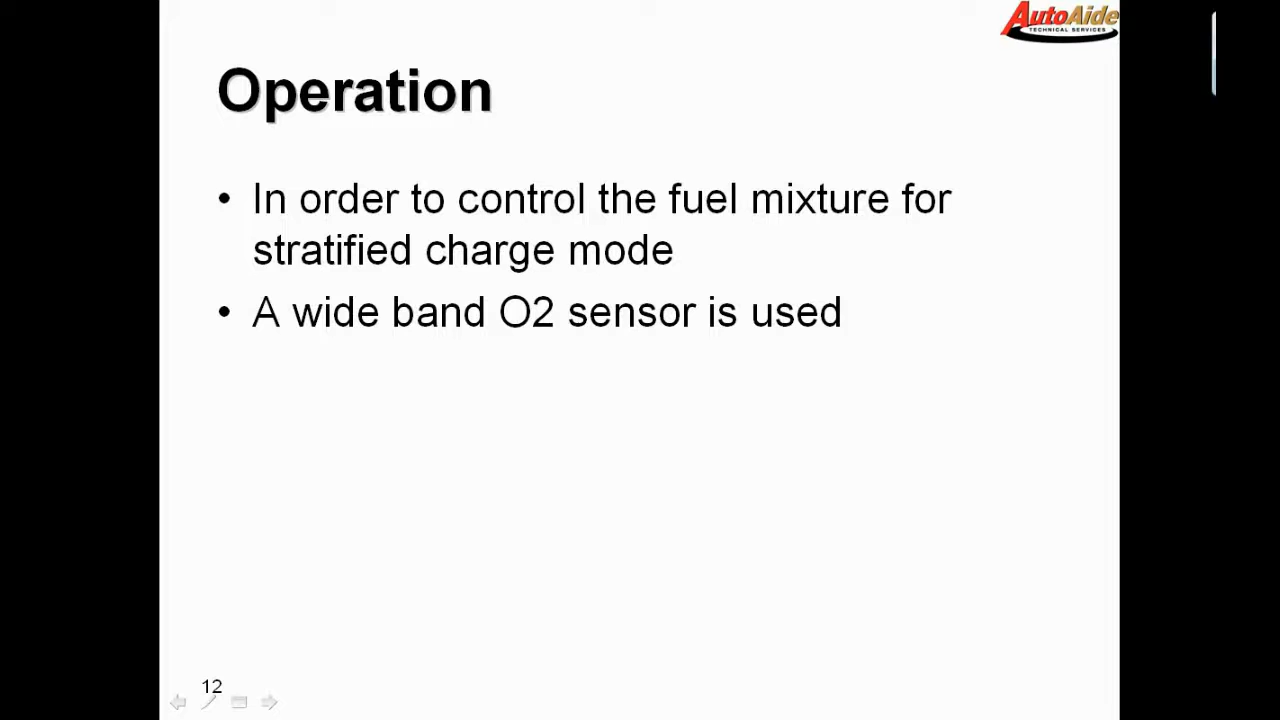 AutoAide
TECHNICAL SERVICES
Operation
• In order to control the fuel mixture for
stratified charge mode
• A wide band O2 sensor is used
12